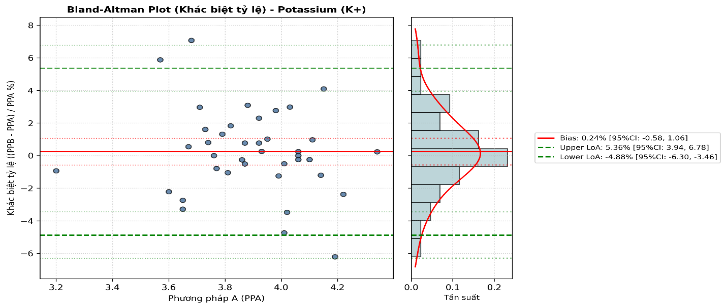 Bland-Altman Plot (Khác biệt tỷ lệ) - Potassium (K+)
Khác biệt tỷ lệ ((PPB - PPA) / PPA %)
8
6
4
2
0
−2
−4
−6
3.2
3.4
3.6
3.8
4.0
4.2
Phương pháp A (PPA)
0.0
0.1
0.2
Tần suất
Bias: 0.24% [95%CI: -0.58, 1.06]
Upper LoA: 5.36% [95%CI: 3.94, 6.78]
Lower LoA: -4.88% [95%CI: -6.30, -3.46]